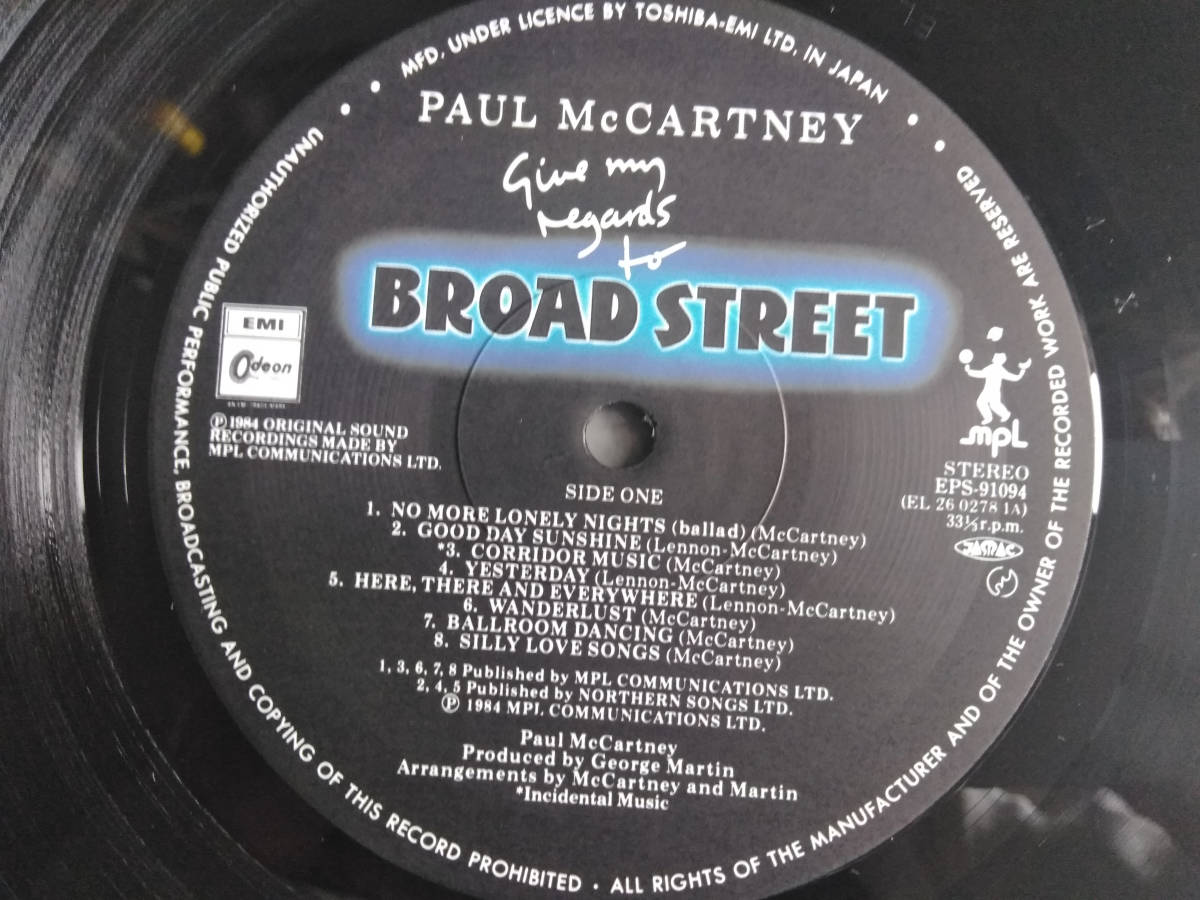 MFD. UNDER LICENCE BY TOSHIBA-EMI LTD. IN JAPAN
PAUL McCARTNEY
Give my
regards
to
BROAD STREET
EMI
Odeon
℗ 1984 ORIGINAL SOUND
RECORDINGS MADE BY
MPL COMMUNICATIONS LTD.
mpl
STEREO
EPS-91094
(EL 26 0278 1A)
33⅓ r.p.m.
JASRAC
SIDE ONE
1. NO MORE LONELY NIGHTS (ballad) (McCartney)
2. GOOD DAY SUNSHINE (Lennon-McCartney)
*3. CORRIDOR MUSIC (McCartney)
4. YESTERDAY (Lennon-McCartney)
5. HERE, THERE AND EVERYWHERE (Lennon-McCartney)
6. WANDERLUST (McCartney)
7. BALLROOM DANCING (McCartney)
8. SILLY LOVE SONGS (McCartney)
1, 3, 6, 7, 8 Published by MPL COMMUNICATIONS LTD.
2, 4, 5 Published by NORTHERN SONGS LTD.
℗ 1984 MPL COMMUNICATIONS LTD.
Paul McCartney
Produced by George Martin
Arrangements by McCartney and Martin
*Incidental Music
UNAUTHORIZED PUBLIC PERFORMANCE, BROADCASTING AND COPYING OF THIS RECORD PROHIBITED · ALL RIGHTS OF THE MANUFACTURER AND OF THE OWNER OF THE RECORDED WORK ARE RESERVED